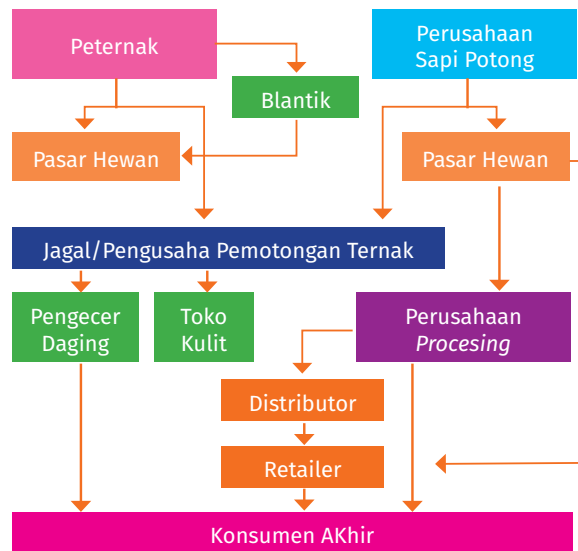 Peternak
Perusahaan
Sapi Potong
Blantik
Pasar Hewan
Pasar Hewan
Jagal/Pengusaha Pemotongan Ternak
Pengecer
Daging
Toko
Kulit
Perusahaan
Procesing
Distributor
Retailer
Konsumen AKhir